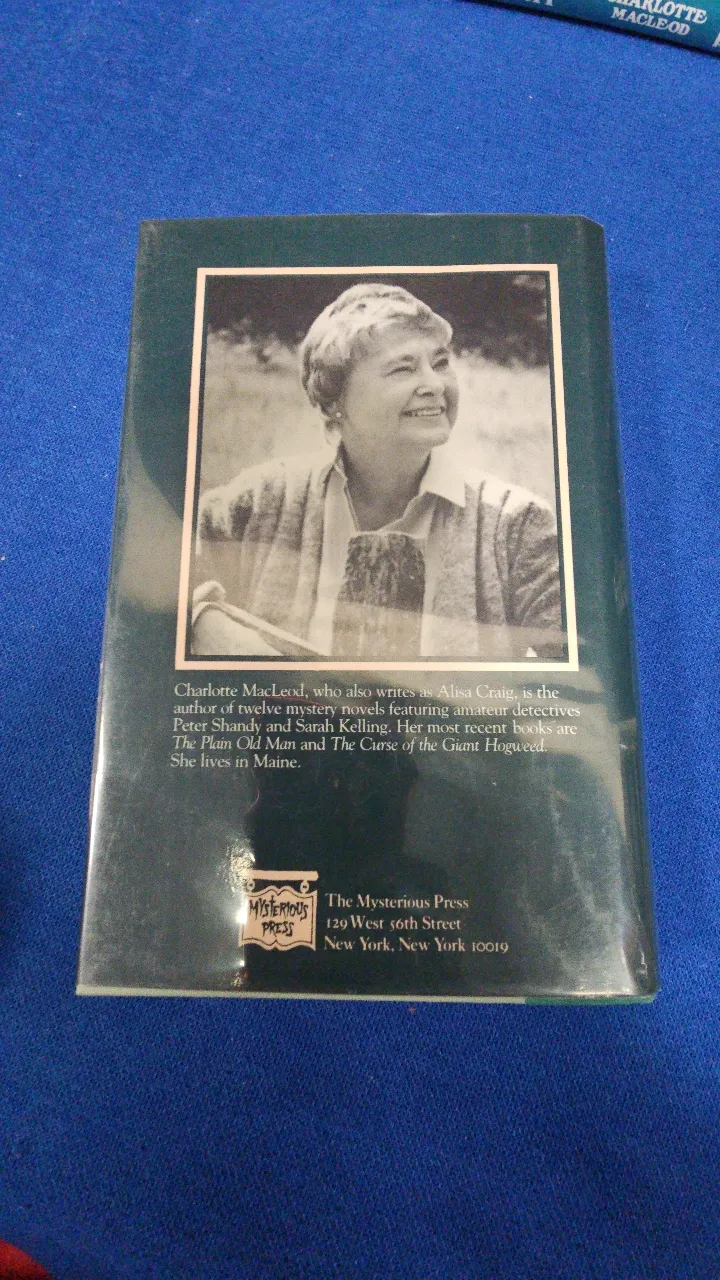 CHARLOTTE
MACLEOD
Charlotte MacLeod, who also writes as Alisa Craig, is the
author of twelve mystery novels featuring amateur detectives
Peter Shandy and Sarah Kelling. Her most recent books are
The Plain Old Man and The Curse of the Giant Hogweed.
She lives in Maine.
MYSTERIOUS
PRESS
The Mysterious Press
129 West 56th Street
New York, New York 10019